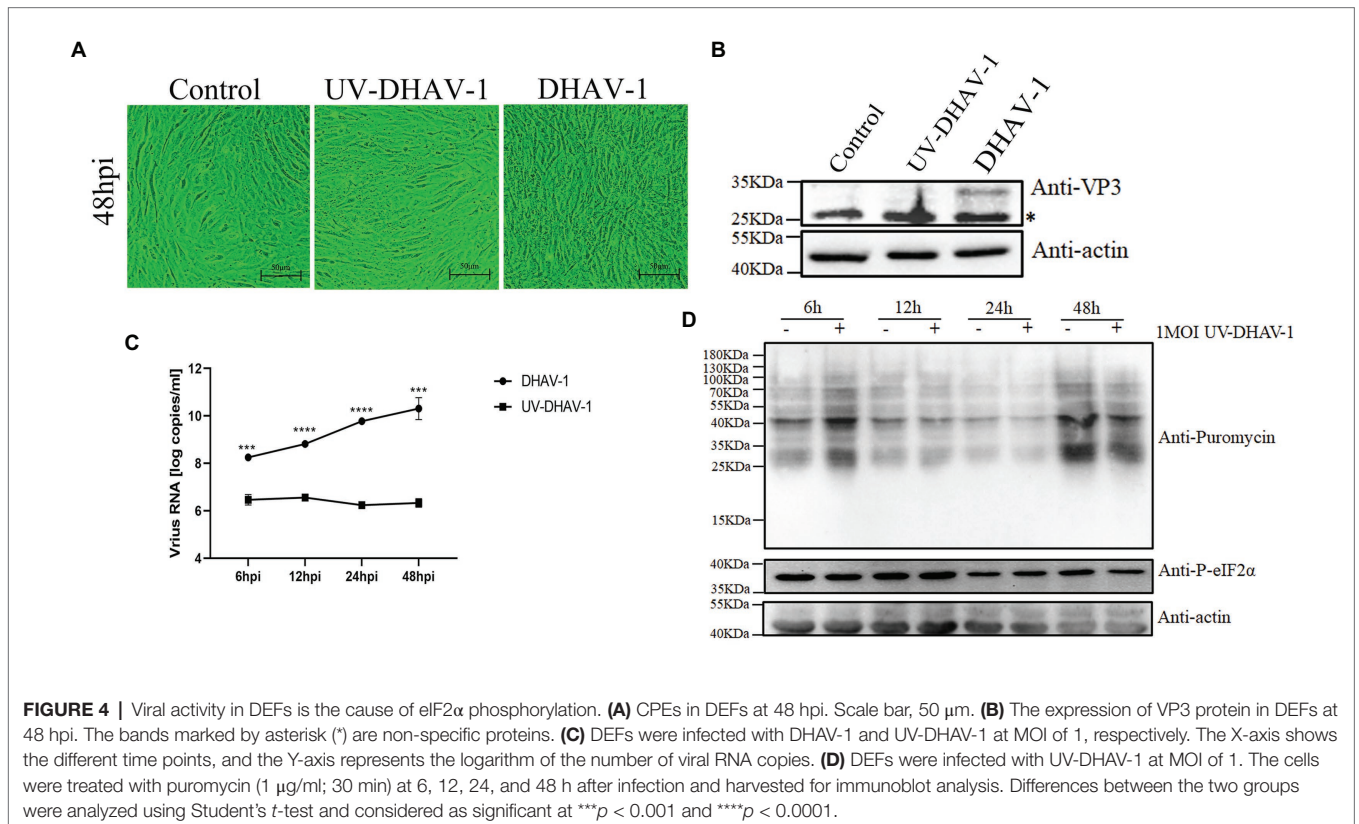 A
Control UV-DHAV-1 DHAV-1
48hpi
50μm 50μm 50μm
B
Control UV-DHAV-1 DHAV-1
35KDa
Anti-VP3
25KDa
*
55KDa
Anti-actin
40KDa
C
Vrius RNA [log copies/ml]
12
10
8
6
4
*** **** **** ***
6hpi 12hpi 24hpi 48hpi
DHAV-1
UV-DHAV-1
D
6h 12h 24h 48h
- + - + - + - + 1MOI UV-DHAV-1
180KDa
130KDa
100KDa
70KDa
55KDa
40KDa
35KDa
25KDa
15KDa
Anti-Puromycin
40KDa
Anti-P-eIF2α
35KDa
55KDa
Anti-actin
40KDa
FIGURE 4 | Viral activity in DEFs is the cause of eIF2α phosphorylation. (A) CPEs in DEFs at 48 hpi. Scale bar, 50 μm. (B) The expression of VP3 protein in DEFs at
48 hpi. The bands marked by asterisk (*) are non-specific proteins. (C) DEFs were infected with DHAV-1 and UV-DHAV-1 at MOI of 1, respectively. The X-axis shows
the different time points, and the Y-axis represents the logarithm of the number of viral RNA copies. (D) DEFs were infected with UV-DHAV-1 at MOI of 1. The cells
were treated with puromycin (1 μg/ml; 30 min) at 6, 12, 24, and 48 h after infection and harvested for immunoblot analysis. Differences between the two groups
were analyzed using Student's t-test and considered as significant at ***p < 0.001 and ****p < 0.0001.